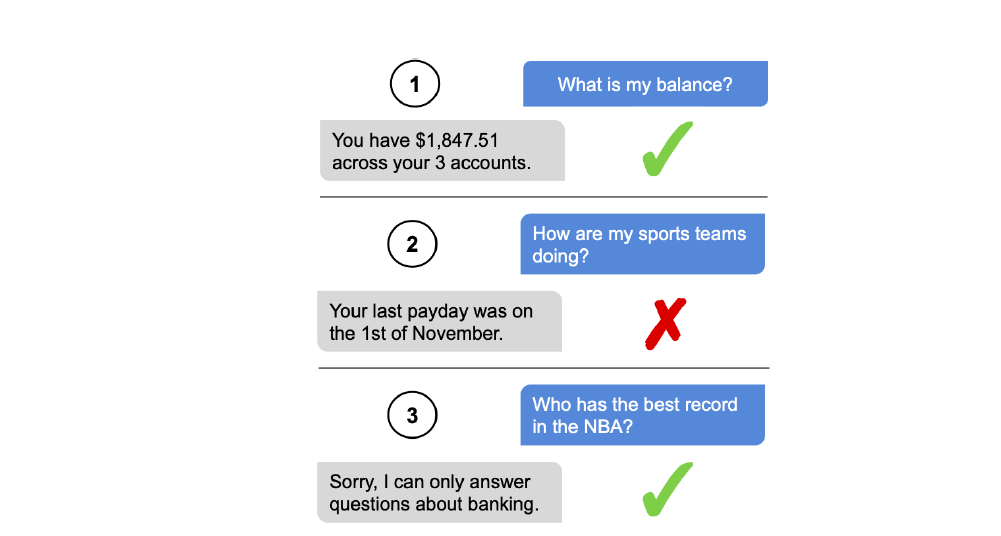 1
What is my balance?
You have $1,847.51
across your 3 accounts.
2
How are my sports teams
doing?
Your last payday was on
the 1st of November.
3
Who has the best record
in the NBA?
Sorry, I can only answer
questions about banking.